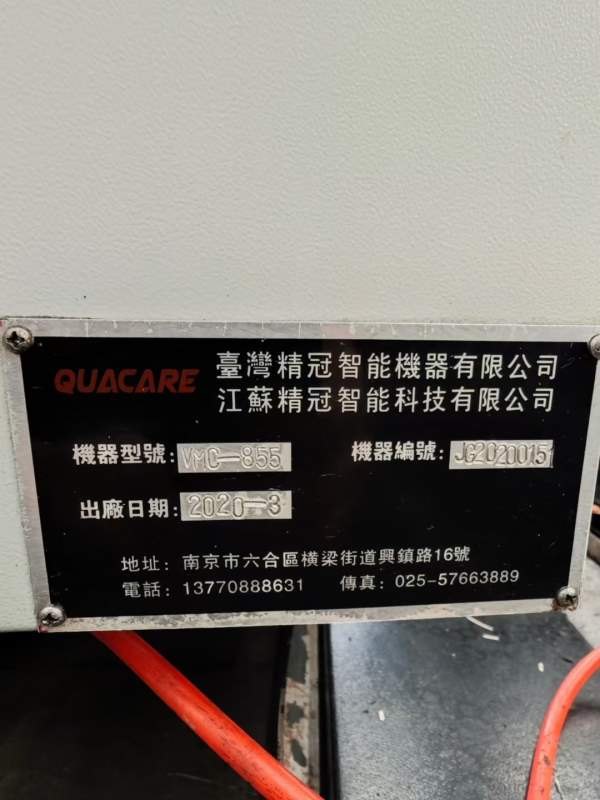 QUACARE
臺灣精冠智能機器有限公司
江蘇精冠智能科技有限公司
機器型號: VMC-855 機器編號: JG20200151
出廠日期: 2020-3
地址: 南京市六合區橫梁街道興鎮路16號
電話: 13770888631 傳真: 025-57663889